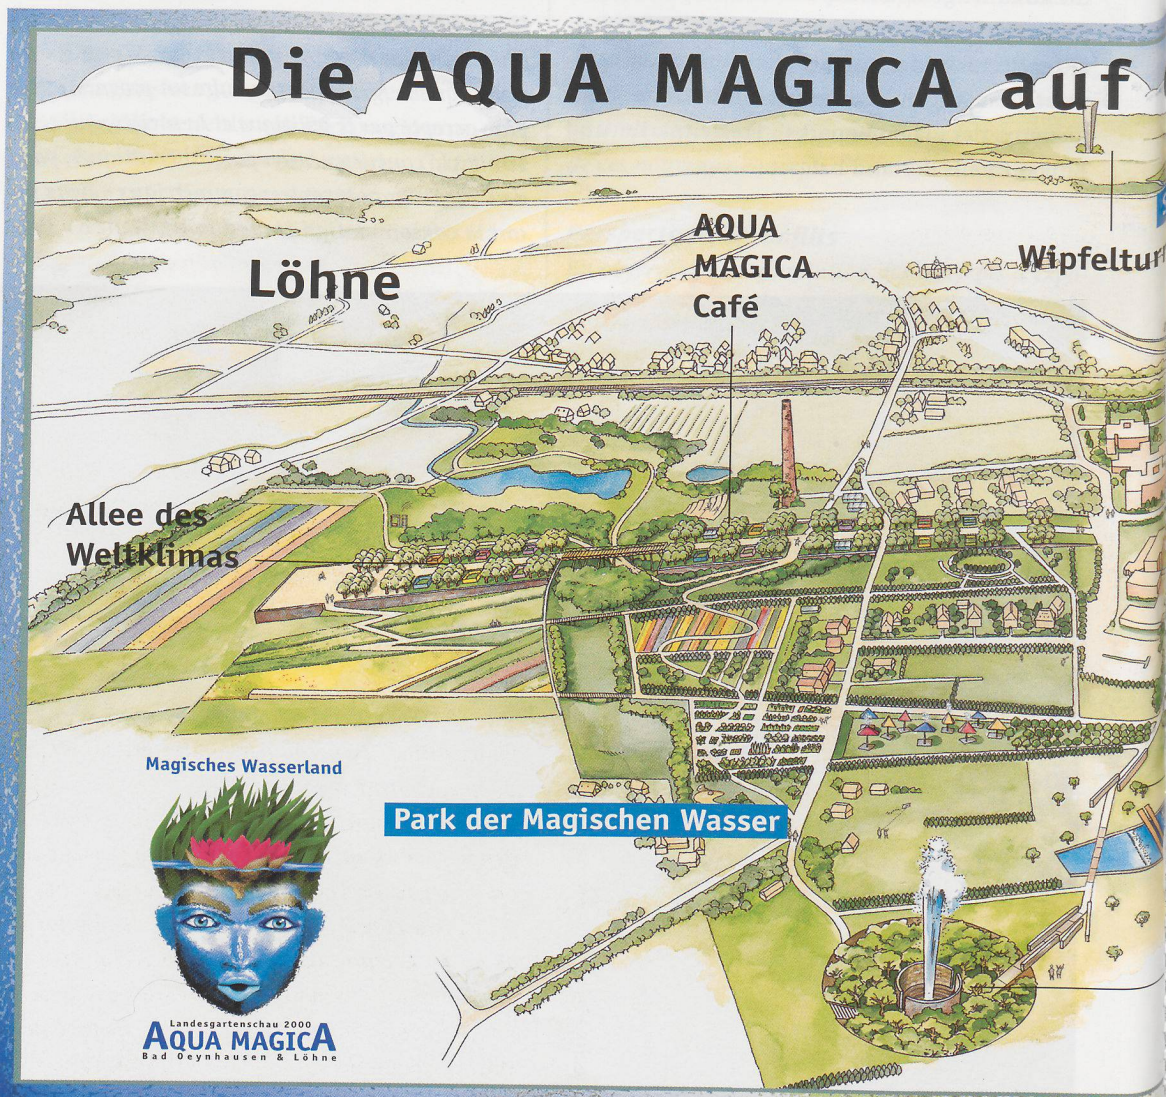 Die AQUA MAGICA auf
AQUA
MAGICA
Café
Löhne
Allee des
Weltklimas
Magisches Wasserland
Park der Magischen Wasser
Landesgartenschau 2000
AQUA MAGICA
Bad Oeynhausen & Löhne